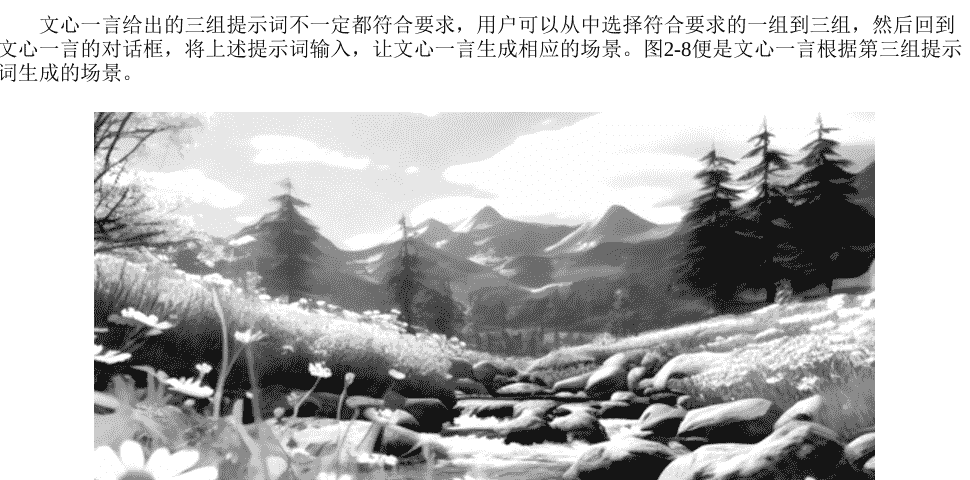 文心一言给出的三组提示词不一定都符合要求，用户可以从中选择符合要求的一组到三组，然后回到
文心一言的对话框，将上述提示词输入，让文心一言生成相应的场景。图2-8便是文心一言根据第三组提示
词生成的场景。